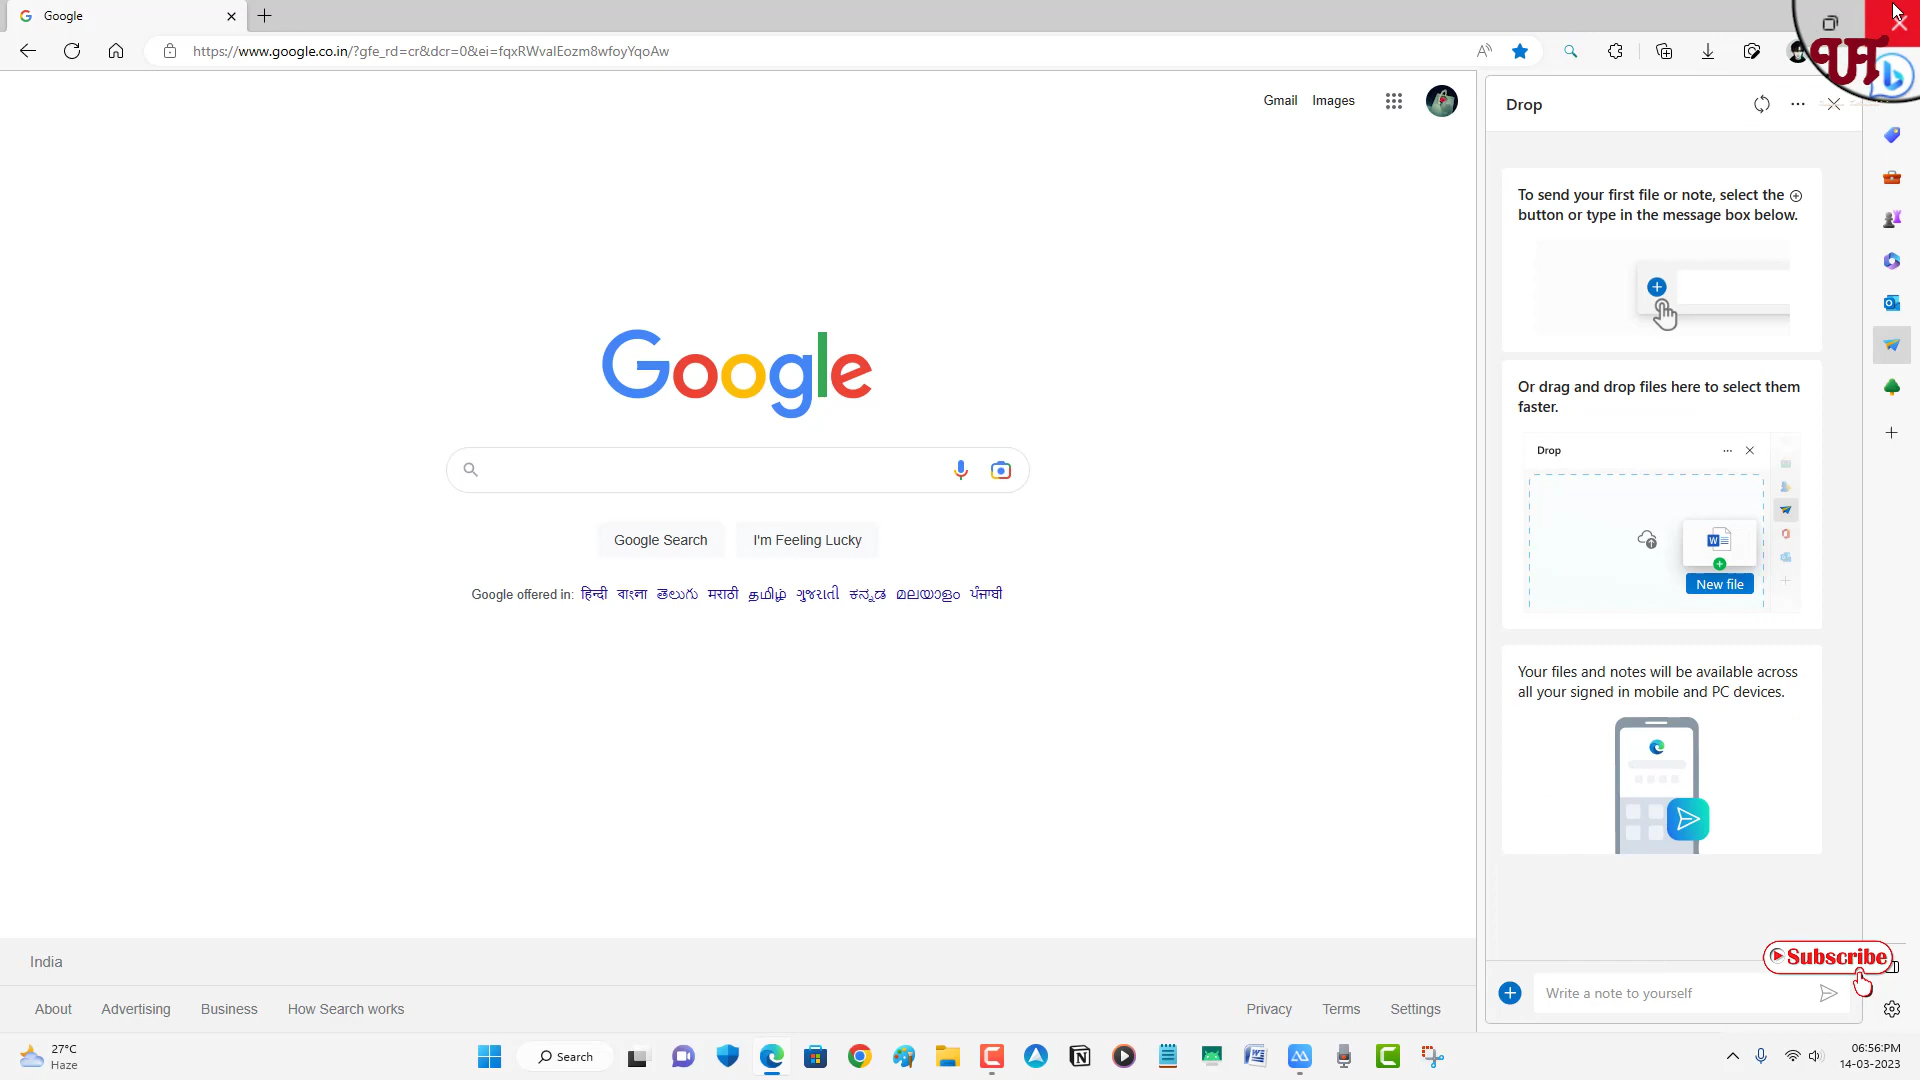 Google
https://www.google.co.in/?gfe_rd=cr&dcr=0&ei=fqxRWvalEozm8wfoyYqoAw
Gmail Images
Drop
To send your first file or note, select the
button or type in the message box below.
Or drag and drop files here to select them
faster.
Drop
New file
Your files and notes will be available across
all your signed in mobile and PC devices.
Google
Google Search I'm Feeling Lucky
Google offered in: हिन्दी বাংলা తెలుగు मराठी தமிழ் ગુજરાતી ಕನ್ನಡ മലയാളം ਪੰਜਾਬੀ
India
About Advertising Business How Search works
Privacy Terms Settings
Subscribe
Write a note to yourself
27°C
Haze
Search
06:56PM
14-03-2023